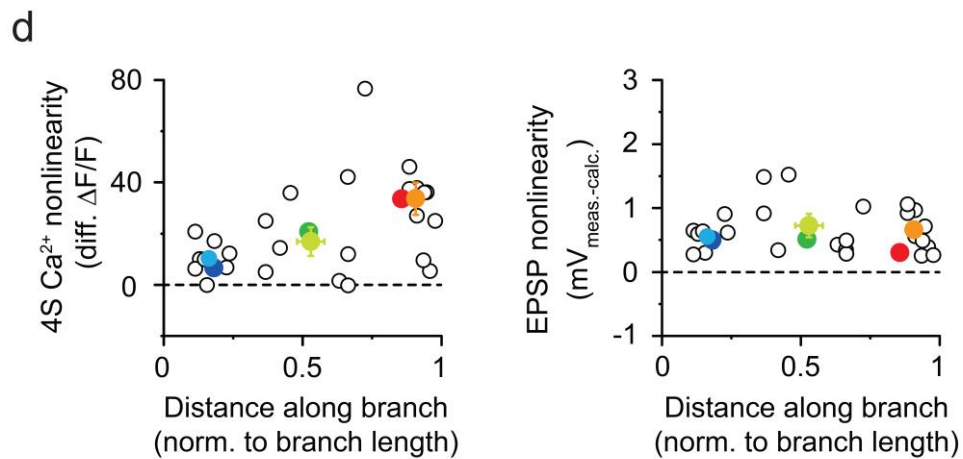 d
80
40
0
4S Ca²⁺ nonlinearity
(diff. ΔF/F)
0
0.5
1
Distance along branch
(norm. to branch length)
3
2
1
0
-1
EPSP nonlinearity
(mV meas.-calc.)
0
0.5
1
Distance along branch
(norm. to branch length)